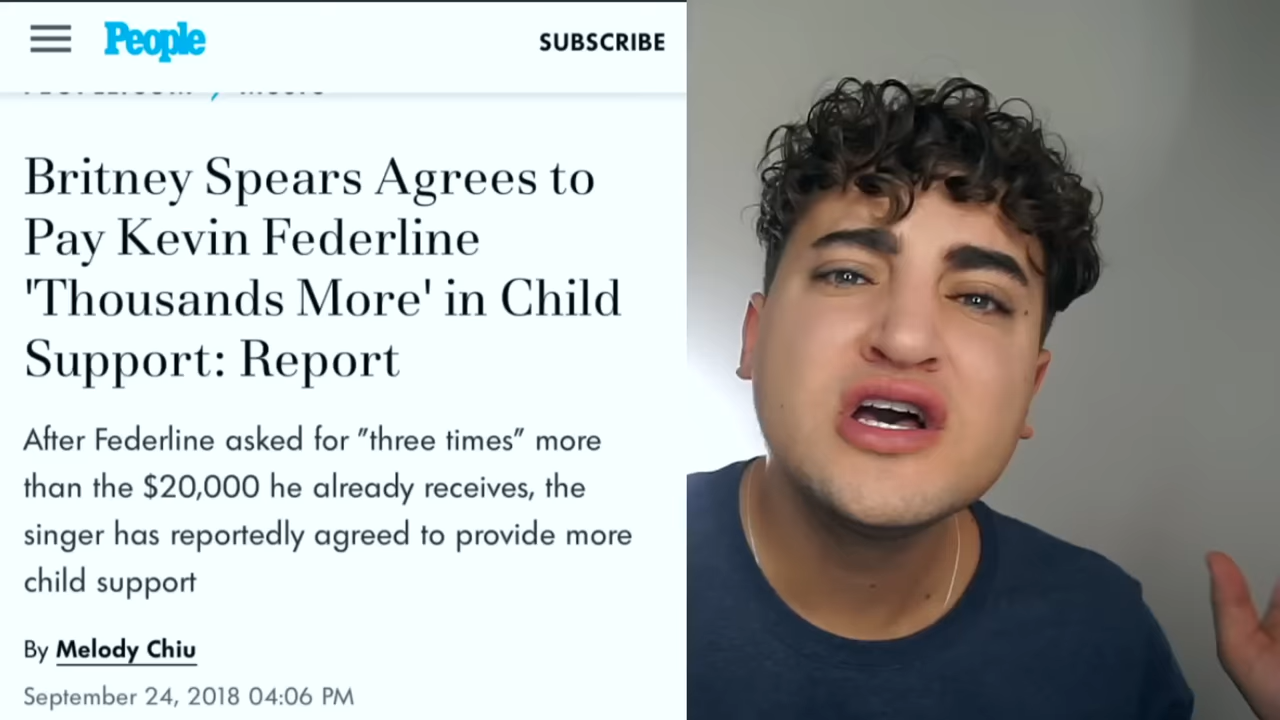 People
SUBSCRIBE
Britney Spears Agrees to
Pay Kevin Federline
'Thousands More' in Child
Support: Report
After Federline asked for "three times" more
than the $20,000 he already receives, the
singer has reportedly agreed to provide more
child support
By Melody Chiu
September 24, 2018 04:06 PM